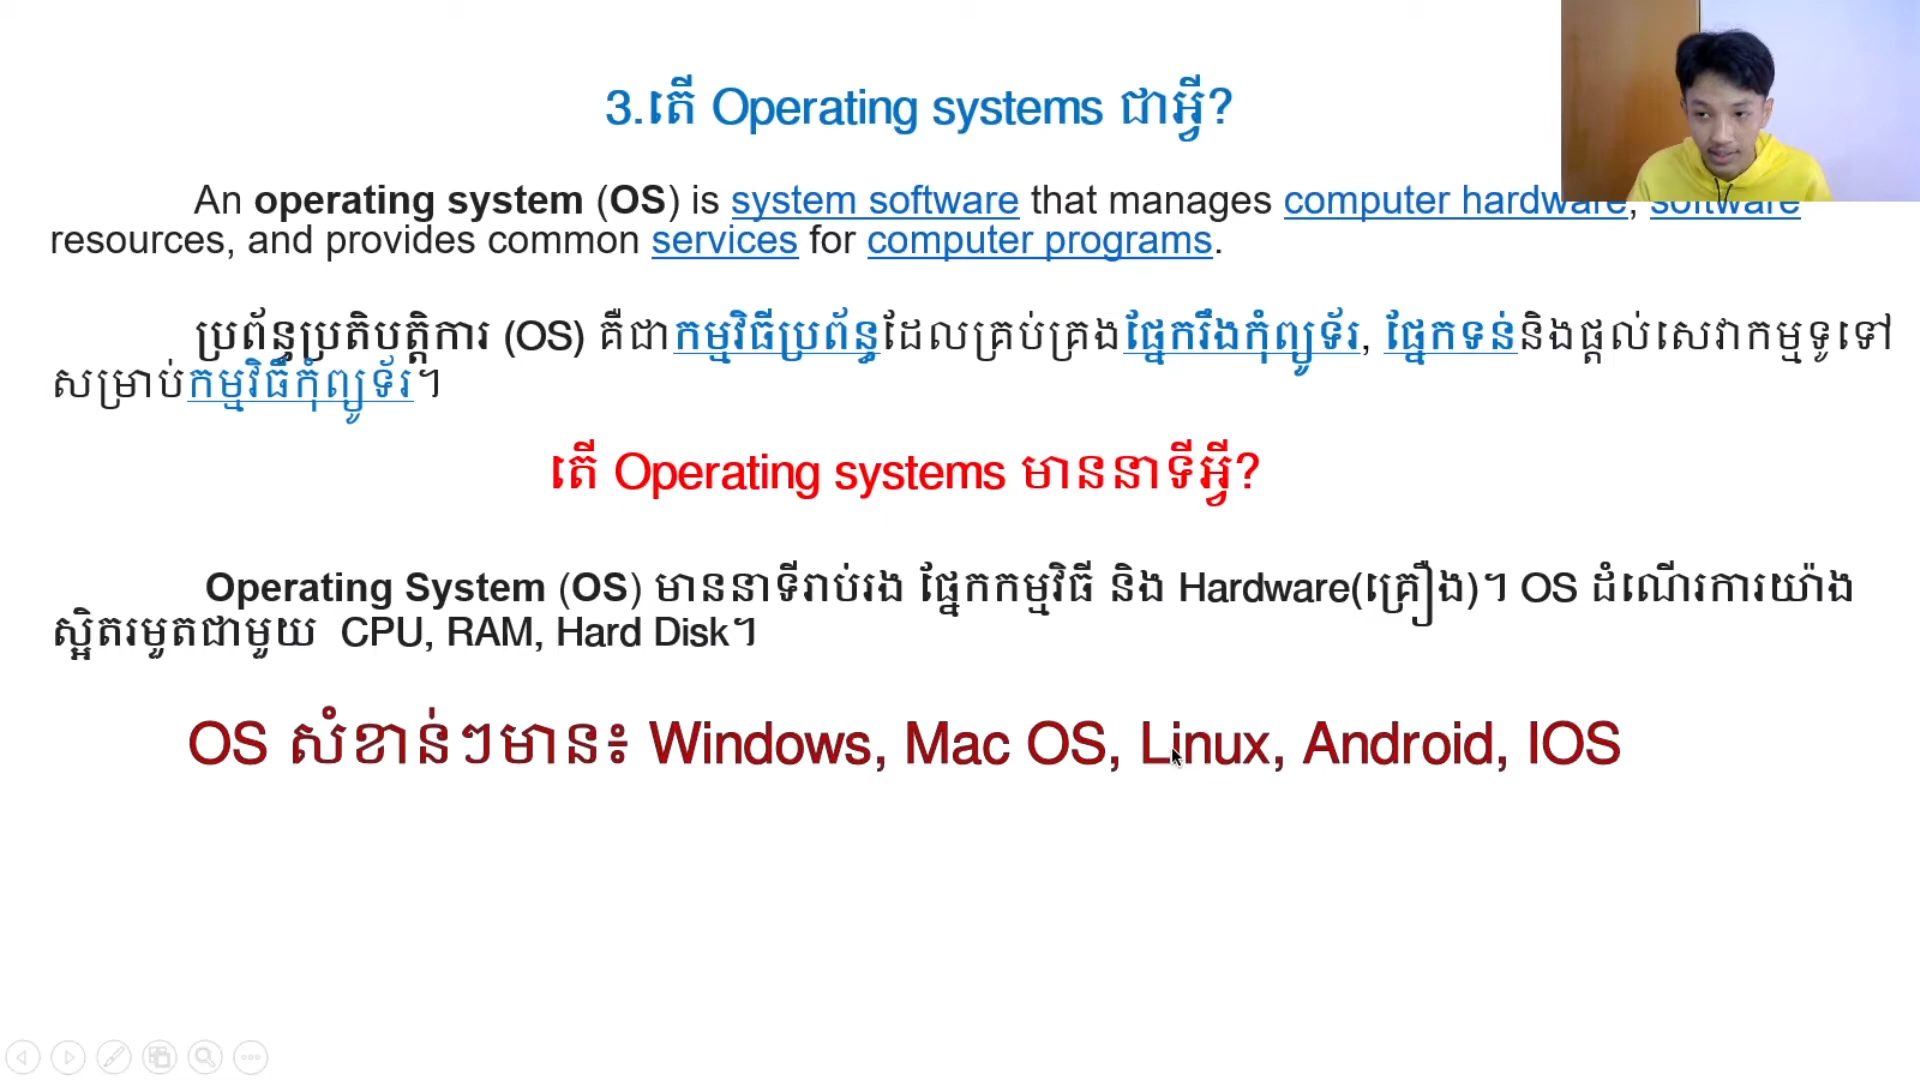 3.តើ Operating systems ជាអ្វី?
An operating system (OS) is system software that manages computer hardware, software
resources, and provides common services for computer programs.
ប្រព័ន្ធប្រតិបត្តិការ (OS) គឺជាកម្មវិធីប្រព័ន្ធដែលគ្រប់គ្រងផ្នែករឹងកុំព្យូទ័រ, ផ្នែកទន់និងផ្តល់សេវាកម្មទូទៅ
សម្រាប់កម្មវិធីកុំព្យូទ័រ។
តើ Operating systems មាននាទីអ្វី?
Operating System (OS) មាននាទីរាប់រង ផ្នែកកម្មវិធី និង Hardware(គ្រឿង)។ OS ដំណើរការយ៉ាង
ស្អិតរមួតជាមួយ CPU, RAM, Hard Disk។
OS សំខាន់ៗមាន៖ Windows, Mac OS, Linux, Android, IOS